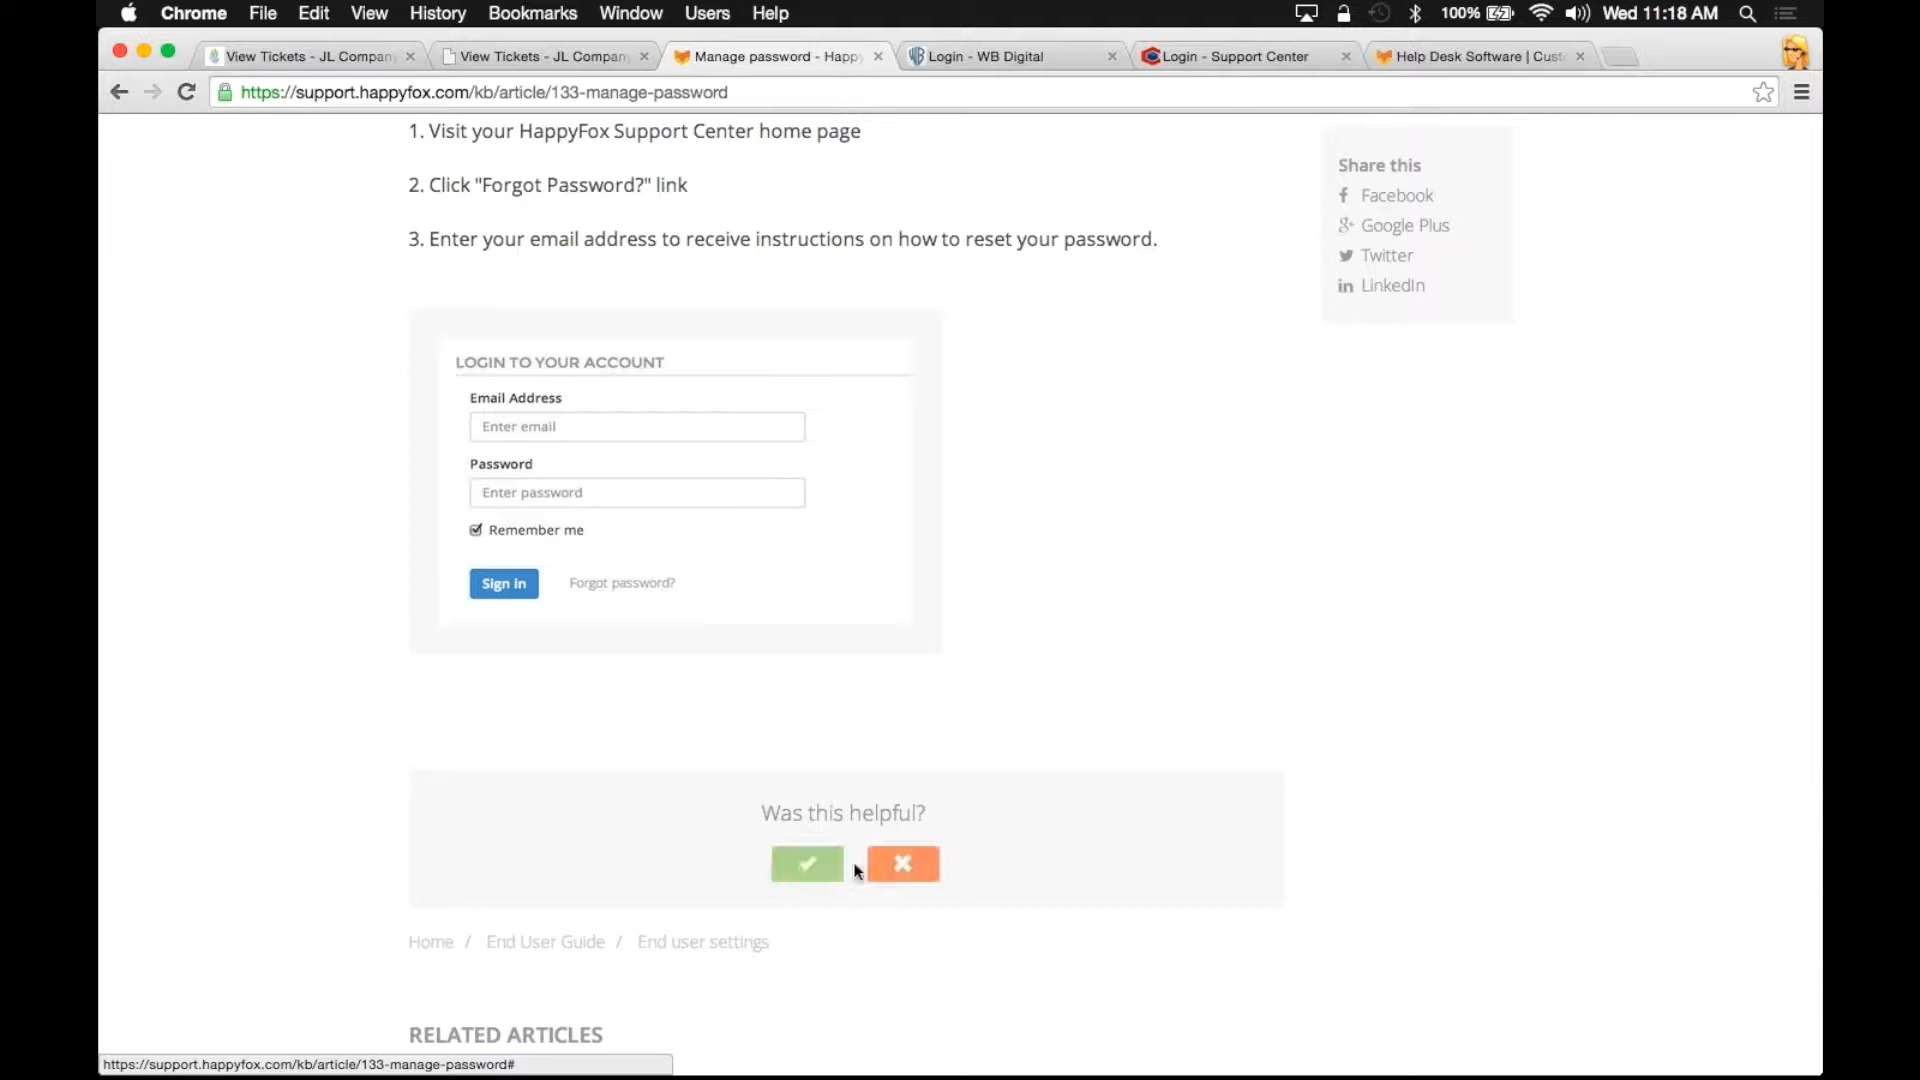 Chrome File Edit View History Bookmarks Window Users Help 100% Wed 11:18 AM
View Tickets - JL Company View Tickets - JL Company Manage password - Happy Login - WB Digital Login - Support Center Help Desk Software | Cust
https://support.happyfox.com/kb/article/133-manage-password
1. Visit your HappyFox Support Center home page
2. Click "Forgot Password?" link
3. Enter your email address to receive instructions on how to reset your password.
Share this
Facebook
Google Plus
Twitter
LinkedIn
LOGIN TO YOUR ACCOUNT
Email Address
Enter email
Password
Enter password
Remember me
Sign in Forgot password?
Was this helpful?
Home / End User Guide / End user settings
RELATED ARTICLES
https://support.happyfox.com/kb/article/133-manage-password#